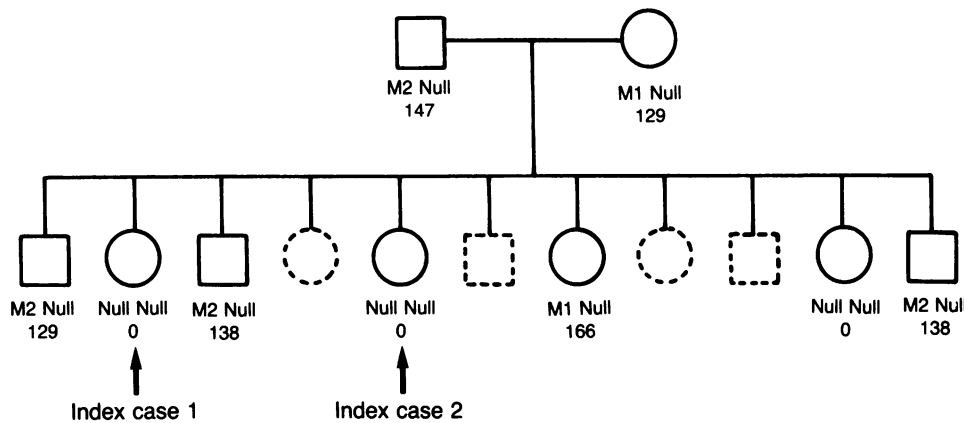 M2 Null
147
M1 Null
129
M2 Null
129
Null Null
0
M2 Null
138
Null Null
0
M1 Null
166
Null Null
0
M2 Nul
138
Index case 1
Index case 2